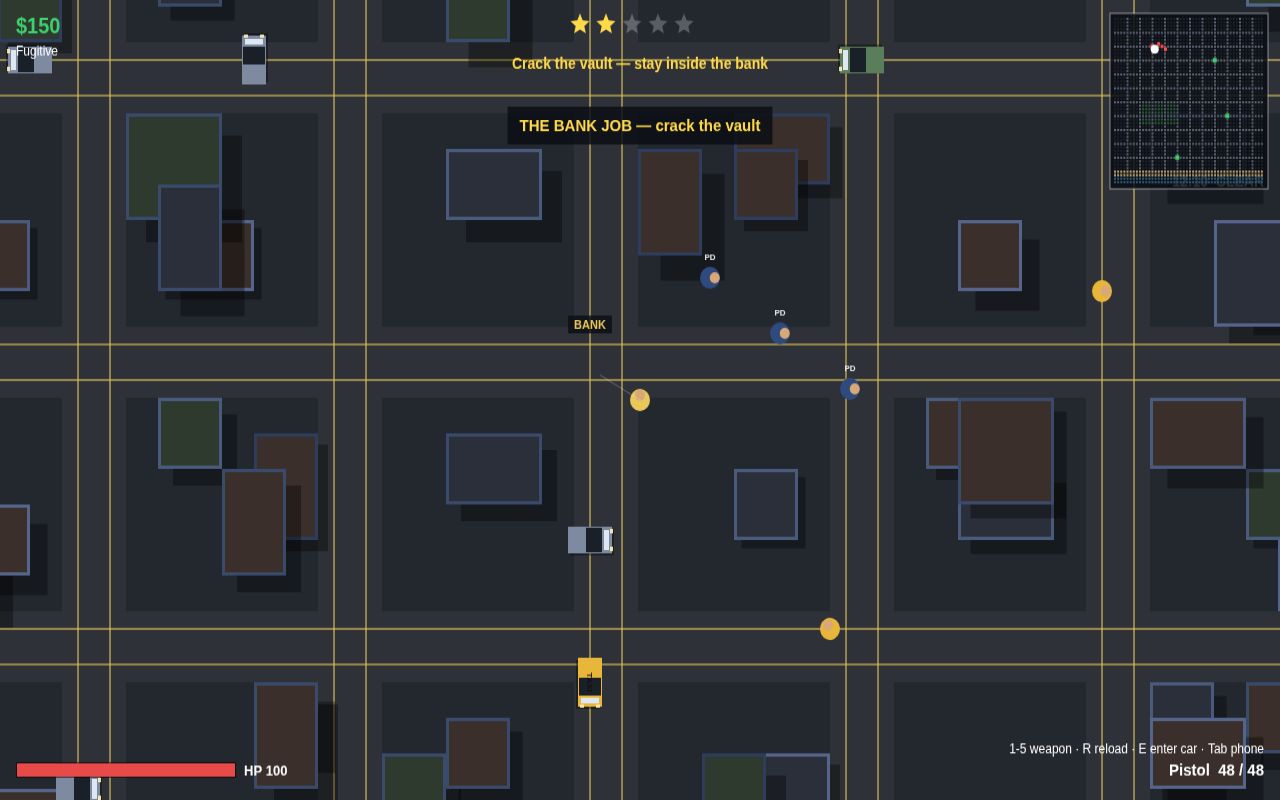 $150
Fugitive
Crack the vault — stay inside the bank
THE BANK JOB — crack the vault
PD
PD
BANK
PD
1-5 weapon · R reload · E enter car · Tab phone
HP 100
Pistol 48 / 48